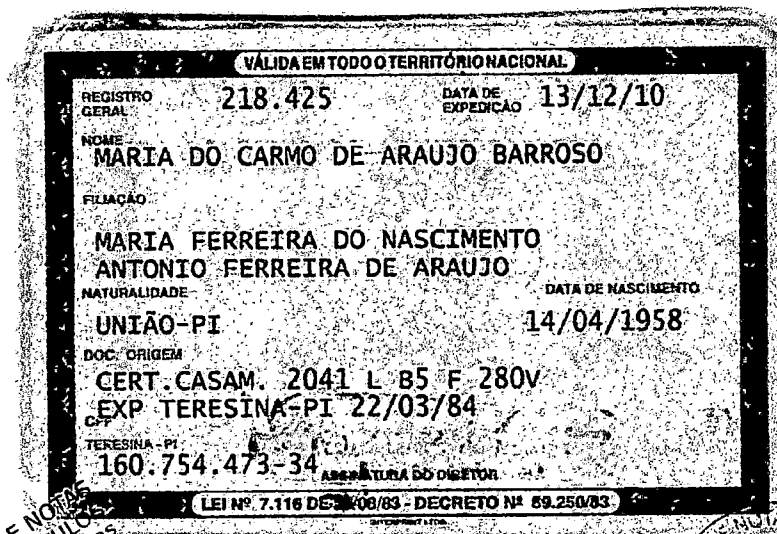 VÁLIDA EM TODO O TERRITÓRIO NACIONAL
REGISTRO GERAL 218.425 DATA DE EXPEDIÇÃO 13/12/10
NOME
MARIA DO CARMO DE ARAUJO BARROSO
FILIAÇÃO
MARIA FERREIRA DO NASCIMENTO
ANTONIO FERREIRA DE ARAUJO
NATURALIDADE DATA DE NASCIMENTO
UNIÃO-PI 14/04/1958
DOC. ORIGEM
CERT.CASAM. 2041 L B5 F 280V
EXP TERESINA-PI 22/03/84
CPF
TERESINA - PI
160.754.473-34
ASSINATURA DO DIRETOR
LEI Nº 7.116 DE /08/83 - DECRETO Nº 89.250/83
E NOTAS